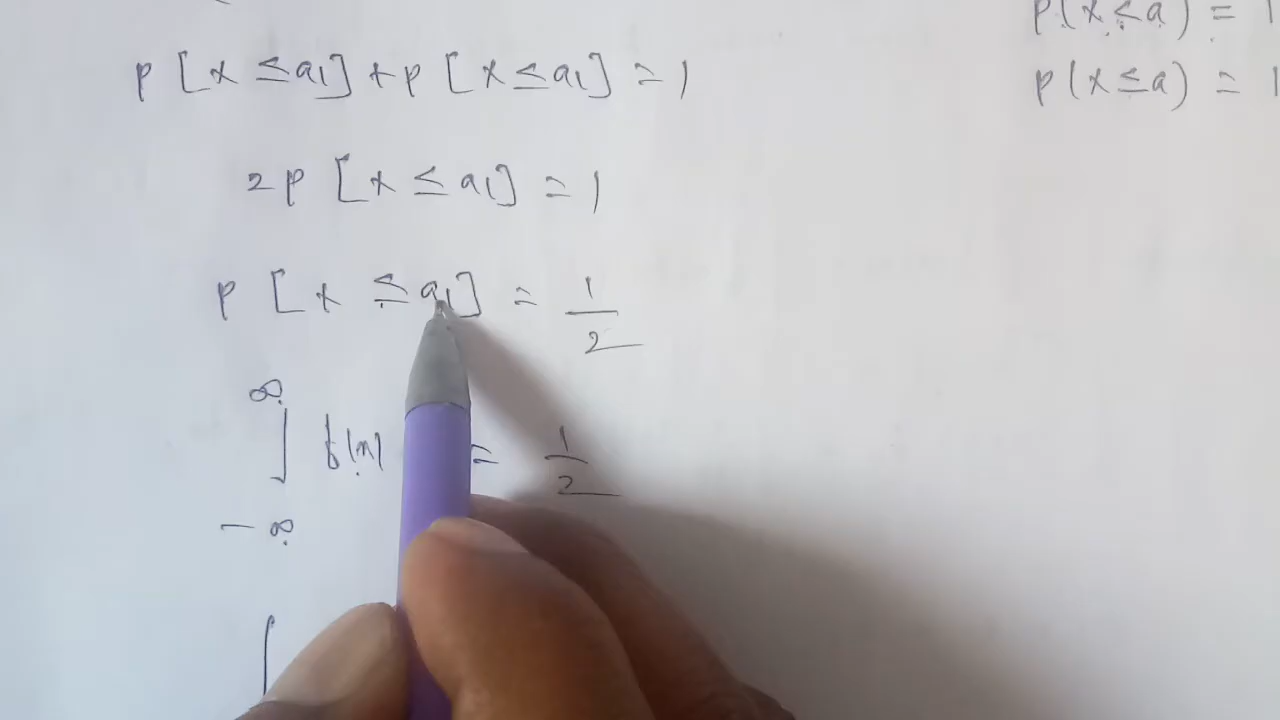 p(x ≤ a) = 1
p [x ≤ a1] + p [x ≤ a1] = 1
p(x ≤ a) = 1
2p [x ≤ a1] = 1
p [x ≤ a1] = 1/2
∞
∫ f(x) = 1/2
-∞
∫